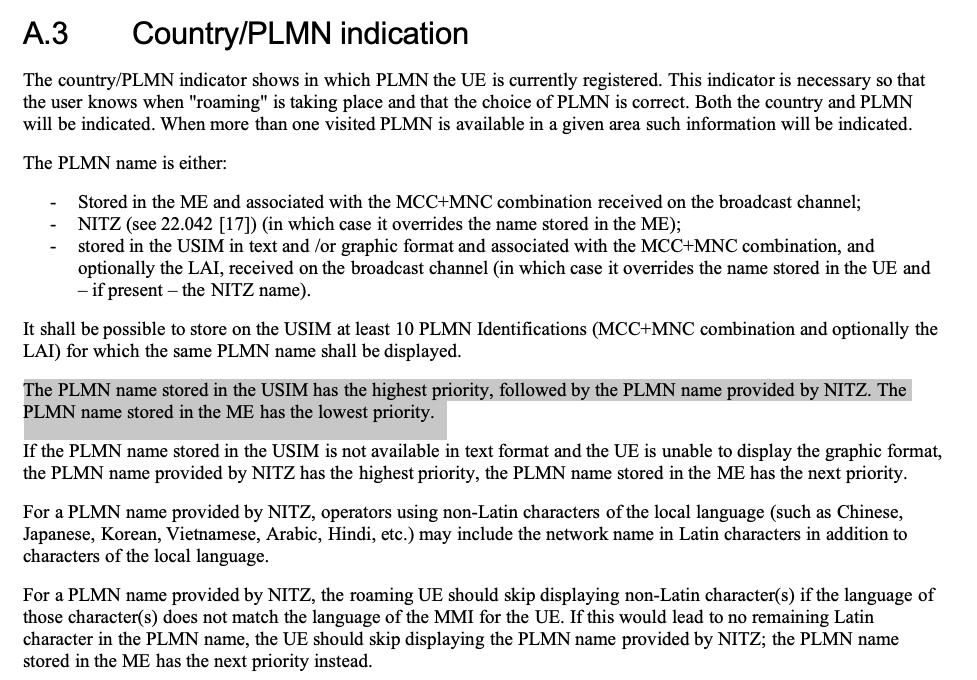 A.3 Country/PLMN indication
The country/PLMN indicator shows in which PLMN the UE is currently registered. This indicator is necessary so that
the user knows when "roaming" is taking place and that the choice of PLMN is correct. Both the country and PLMN
will be indicated. When more than one visited PLMN is available in a given area such information will be indicated.
The PLMN name is either:
- Stored in the ME and associated with the MCC+MNC combination received on the broadcast channel;
- NITZ (see 22.042 [17]) (in which case it overrides the name stored in the ME);
- stored in the USIM in text and /or graphic format and associated with the MCC+MNC combination, and
optionally the LAI, received on the broadcast channel (in which case it overrides the name stored in the UE and
– if present – the NITZ name).
It shall be possible to store on the USIM at least 10 PLMN Identifications (MCC+MNC combination and optionally the
LAI) for which the same PLMN name shall be displayed.
The PLMN name stored in the USIM has the highest priority, followed by the PLMN name provided by NITZ. The
PLMN name stored in the ME has the lowest priority.
If the PLMN name stored in the USIM is not available in text format and the UE is unable to display the graphic format,
the PLMN name provided by NITZ has the highest priority, the PLMN name stored in the ME has the next priority.
For a PLMN name provided by NITZ, operators using non-Latin characters of the local language (such as Chinese,
Japanese, Korean, Vietnamese, Arabic, Hindi, etc.) may include the network name in Latin characters in addition to
characters of the local language.
For a PLMN name provided by NITZ, the roaming UE should skip displaying non-Latin character(s) if the language of
those character(s) does not match the language of the MMI for the UE. If this would lead to no remaining Latin
character in the PLMN name, the UE should skip displaying the PLMN name provided by NITZ; the PLMN name
stored in the ME has the next priority instead.